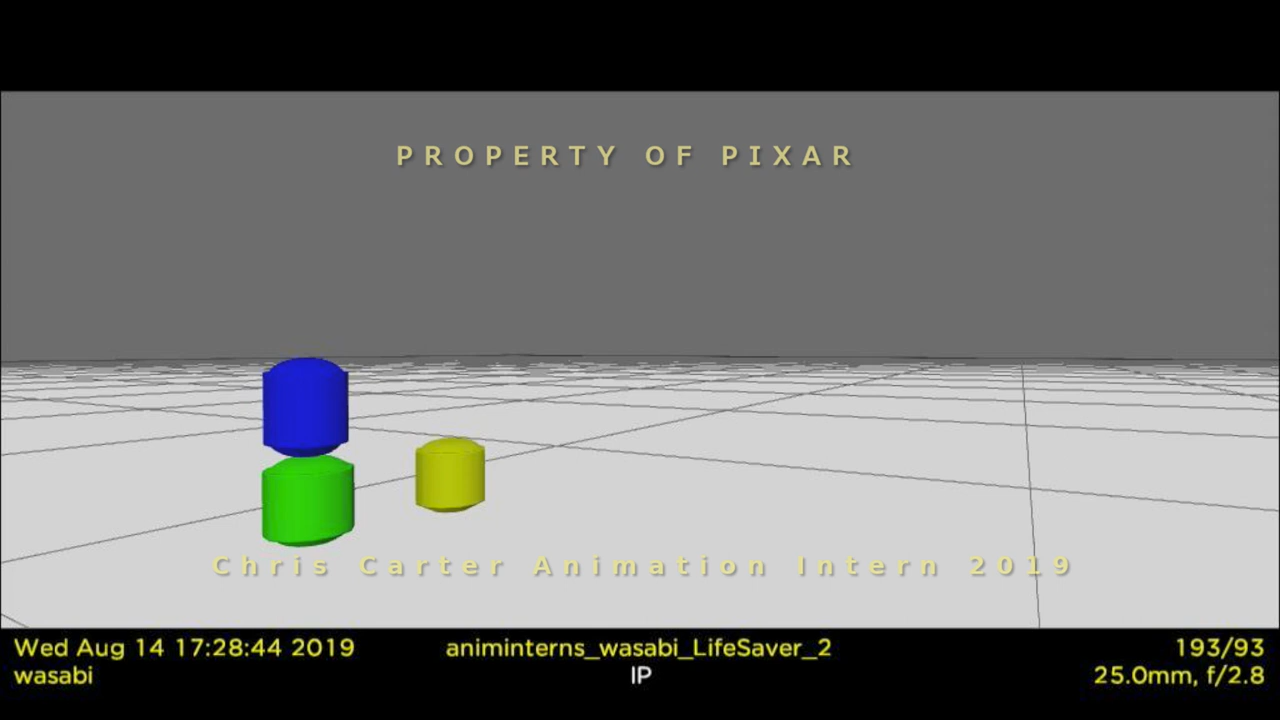 PROPERTY OF PIXAR
Chris Carter Animation Intern 2019
Wed Aug 14 17:28:44 2019 animinterns_wasabi_LifeSaver_2 193/93
wasabi IP 25.0mm, f/2.8